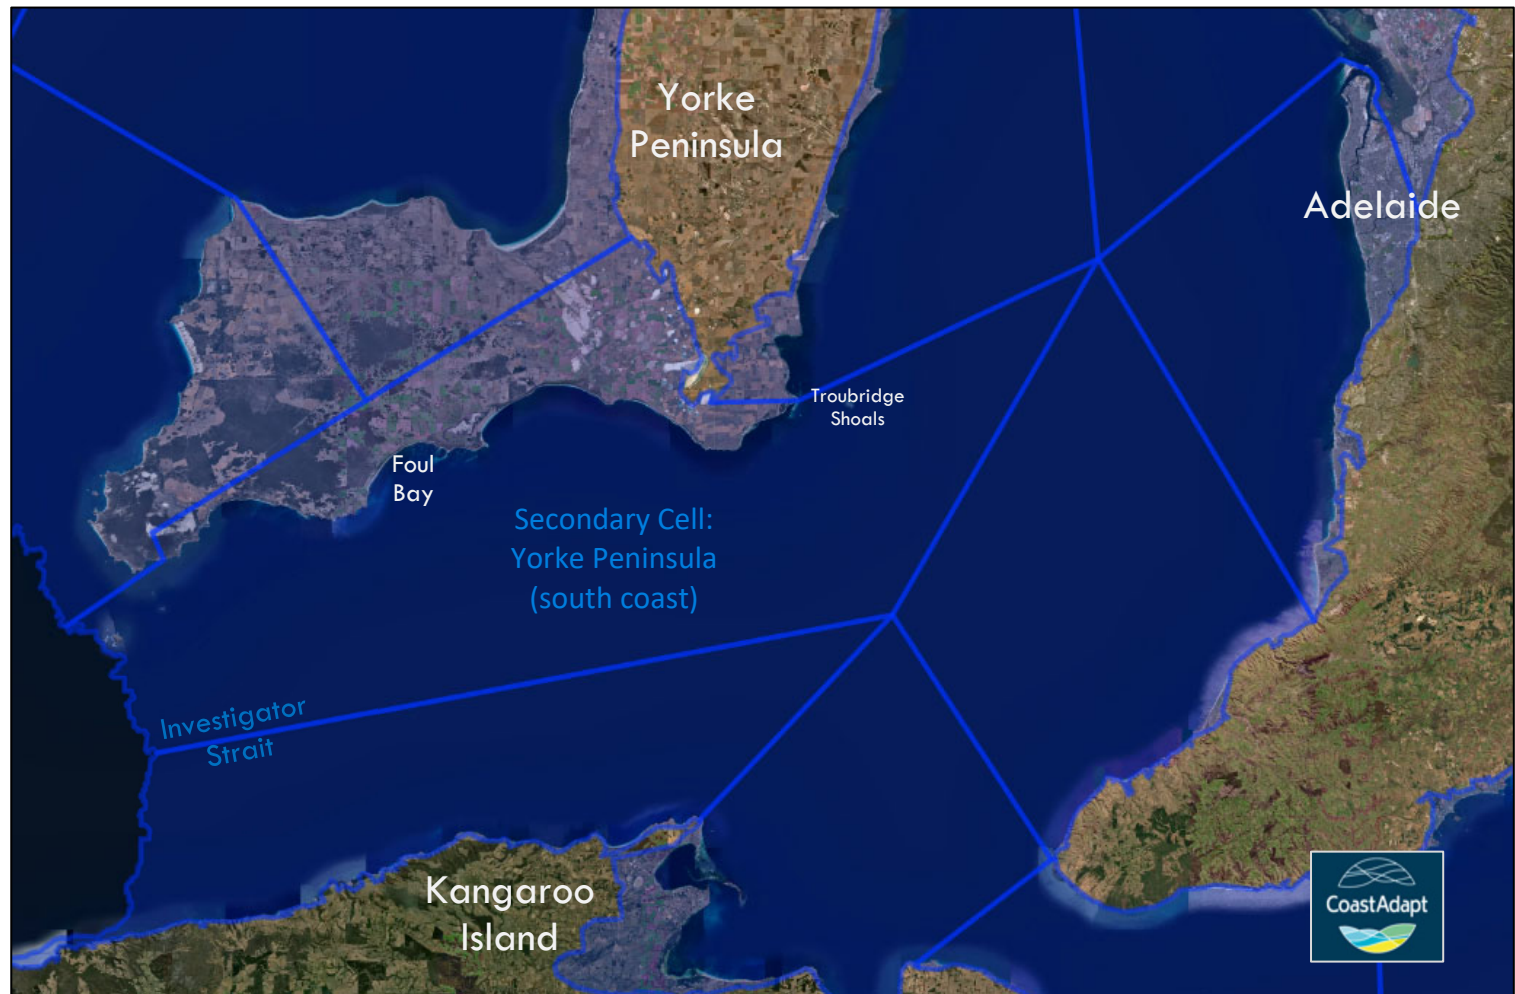 Yorke
Peninsula
Adelaide
Troubridge
Shoals
Foul
Bay
Secondary Cell:
Yorke Peninsula
(south coast)
Investigator
Strait
Kangaroo
Island
CoastAdapt